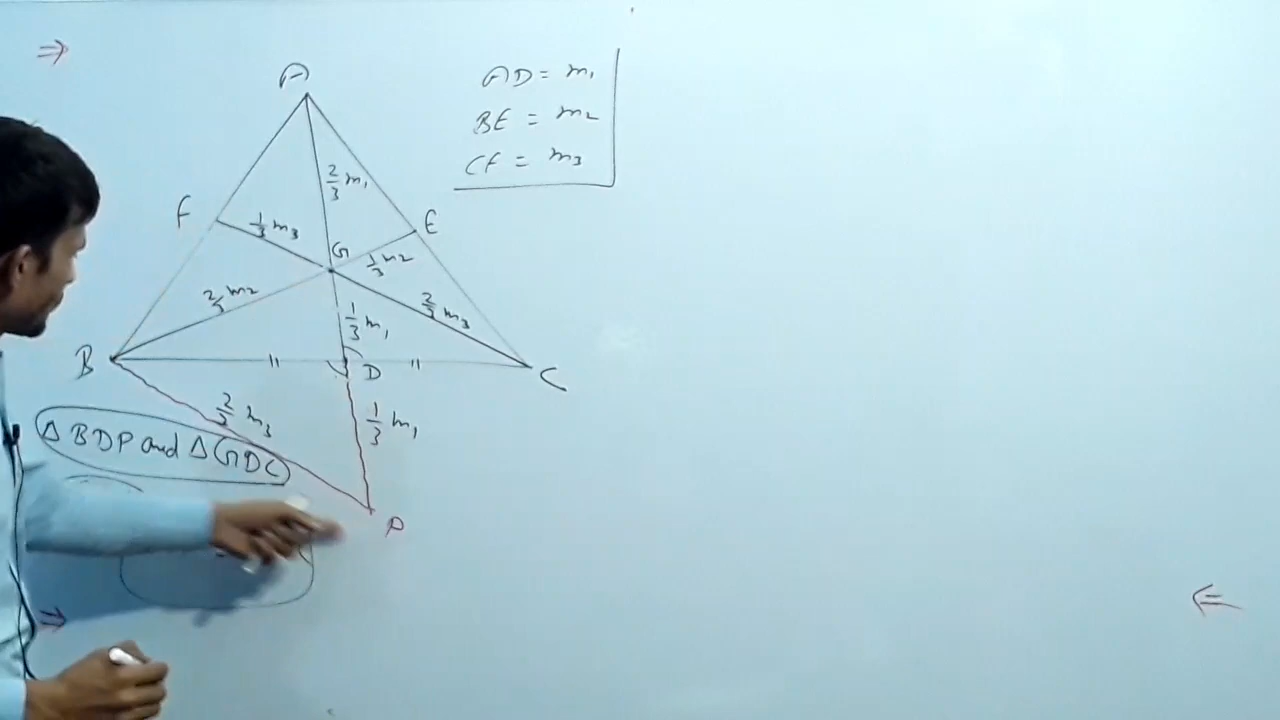 ⇒
A
AD = m₁
BE = m₂
CF = m₃
2/3 m₁
F
E
1/3 m₃
G
1/3 m₂
2/3 m₂
1/3 m₁
2/3 m₃
B
D
C
2/3 m₃
1/3 m₁
Δ BDP and Δ GDC
P
⇐
⇒